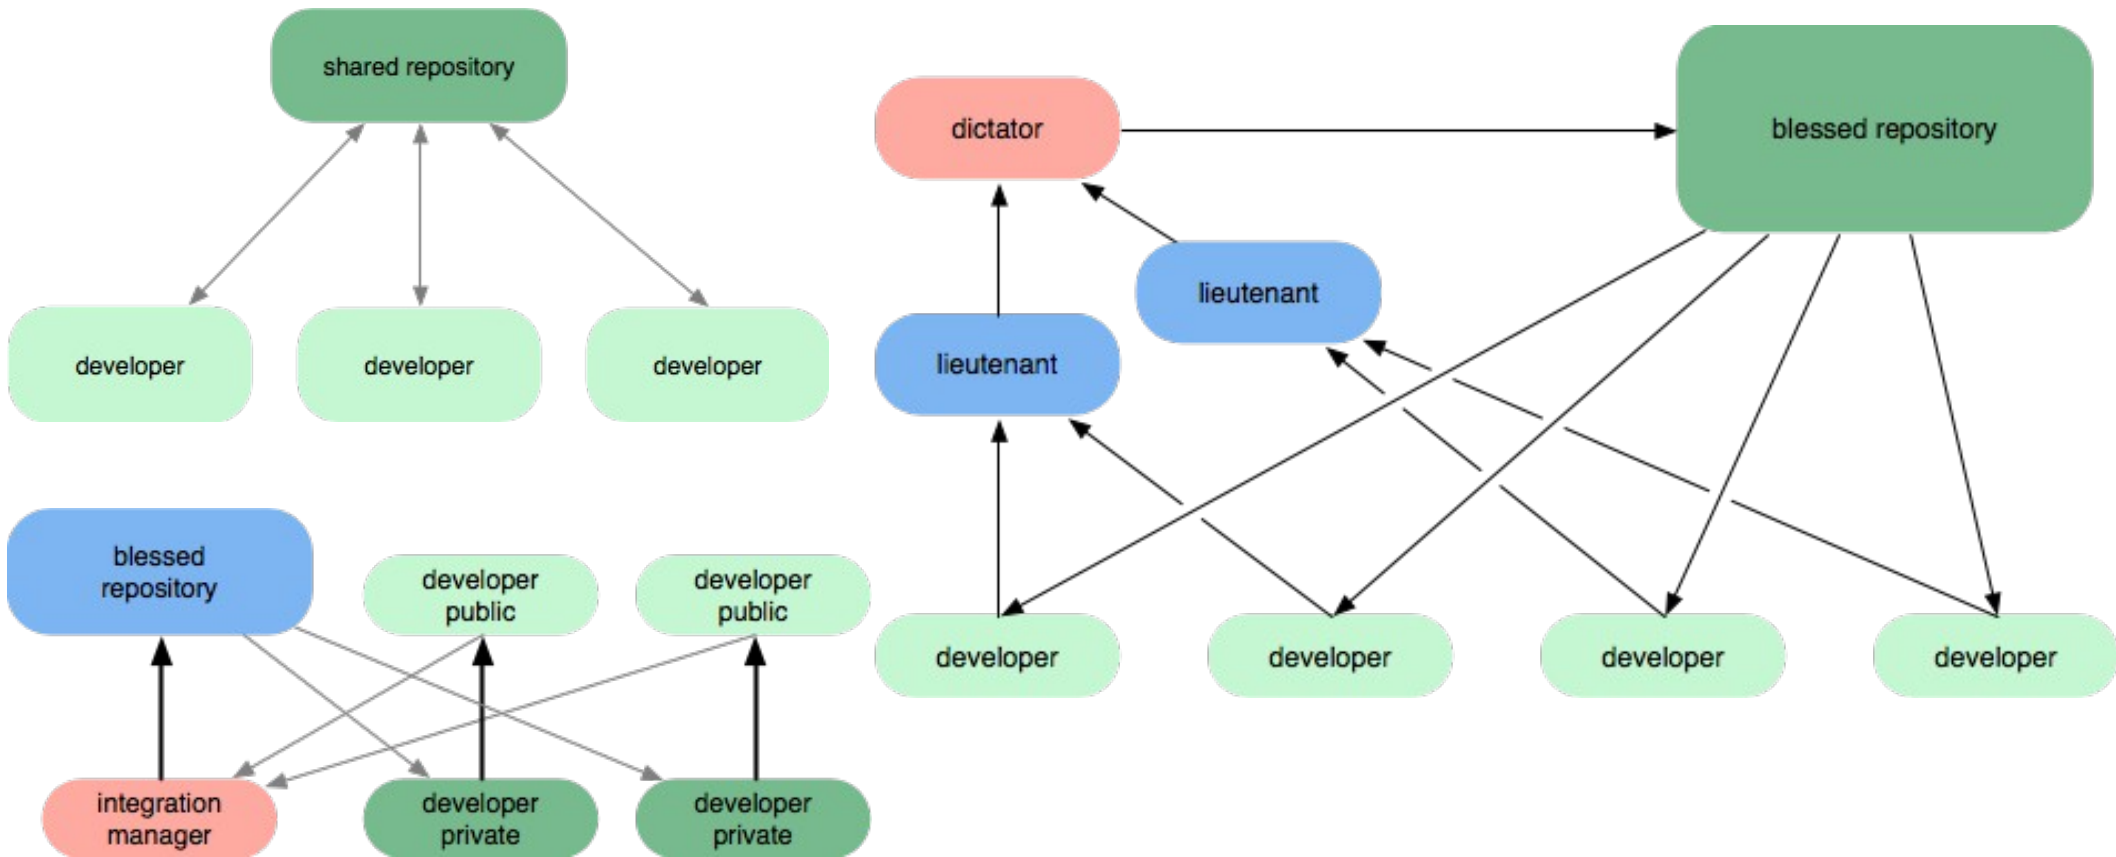 shared repository
developer
developer
developer
blessed
repository
developer
public
developer
public
integration
manager
developer
private
developer
private
dictator
blessed repository
lieutenant
lieutenant
developer
developer
developer
developer